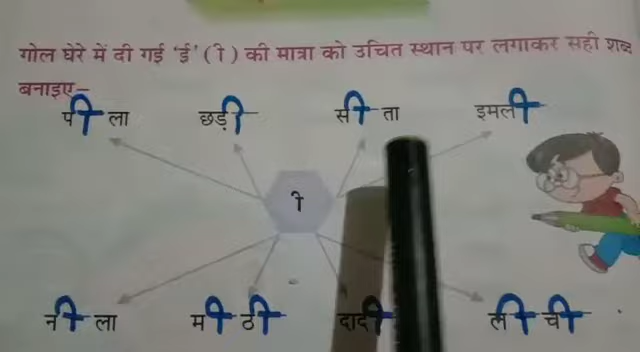 गोल घेरे में दी गई 'ई' (ी) की मात्रा को उचित स्थान पर लगाकर सही शब्द
बनाइए–
पीला छड़ी सीता इमली
ी
नीला मीठी दादी लीची